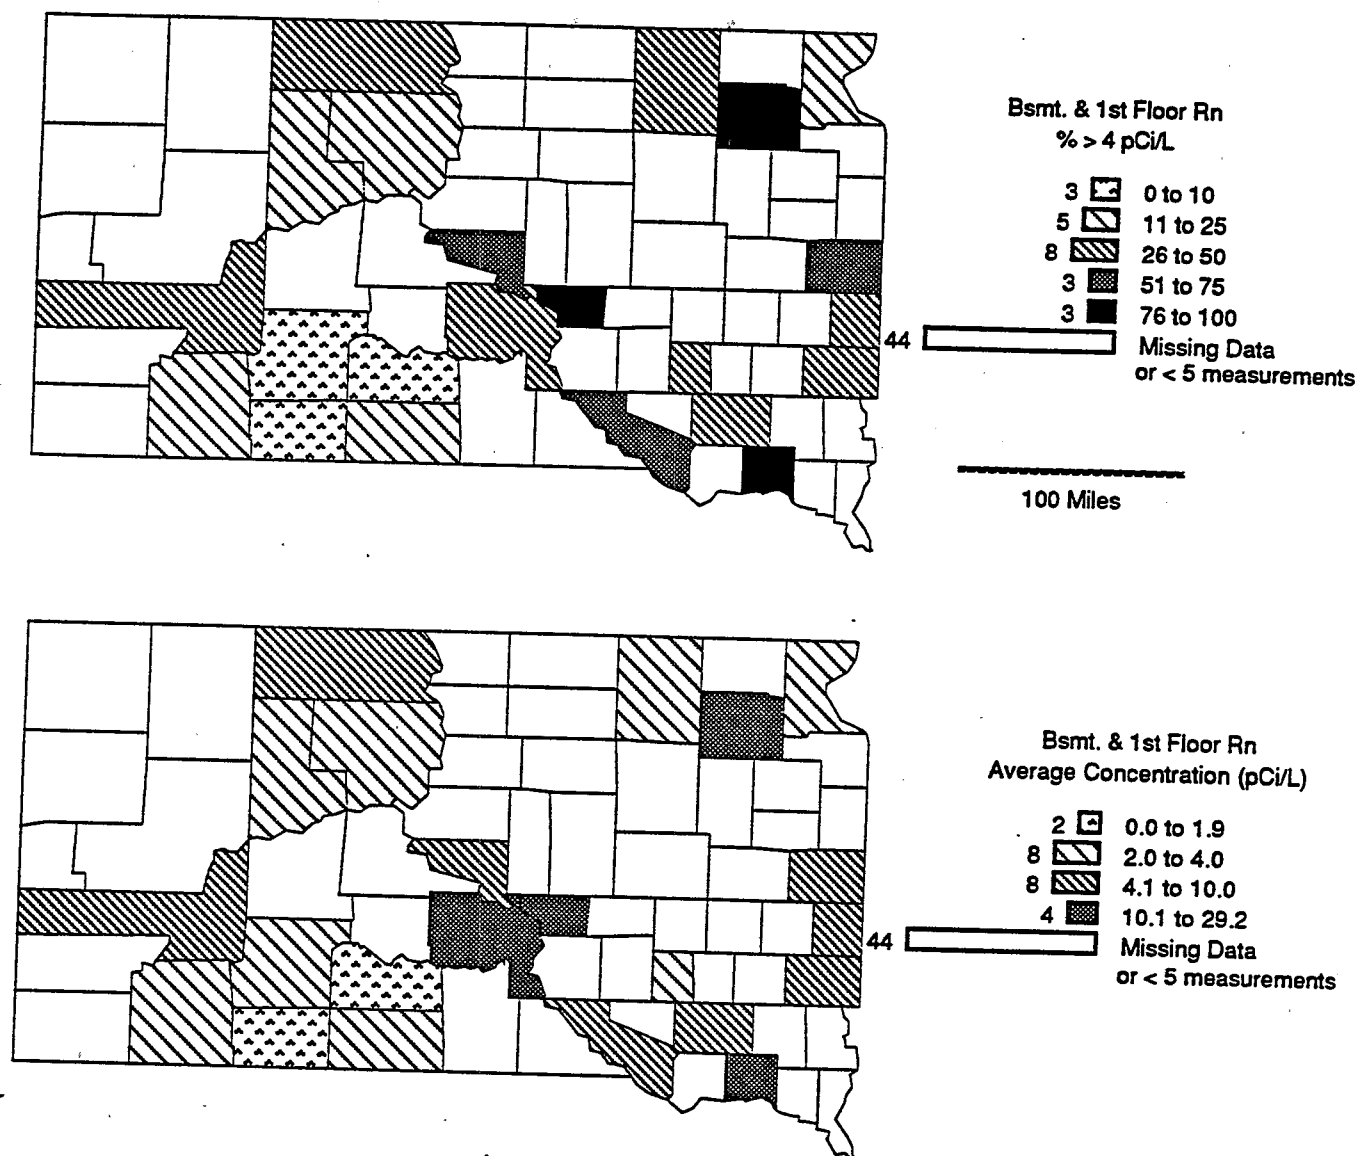 Bsmt. & 1st Floor Rn
% > 4 pCi/L
3 0 to 10
5 11 to 25
8 26 to 50
3 51 to 75
3 76 to 100
44 Missing Data
or < 5 measurements
100 Miles
Bsmt. & 1st Floor Rn
Average Concentration (pCi/L)
2 0.0 to 1.9
8 2.0 to 4.0
8 4.1 to 10.0
4 10.1 to 29.2
44 Missing Data
or < 5 measurements